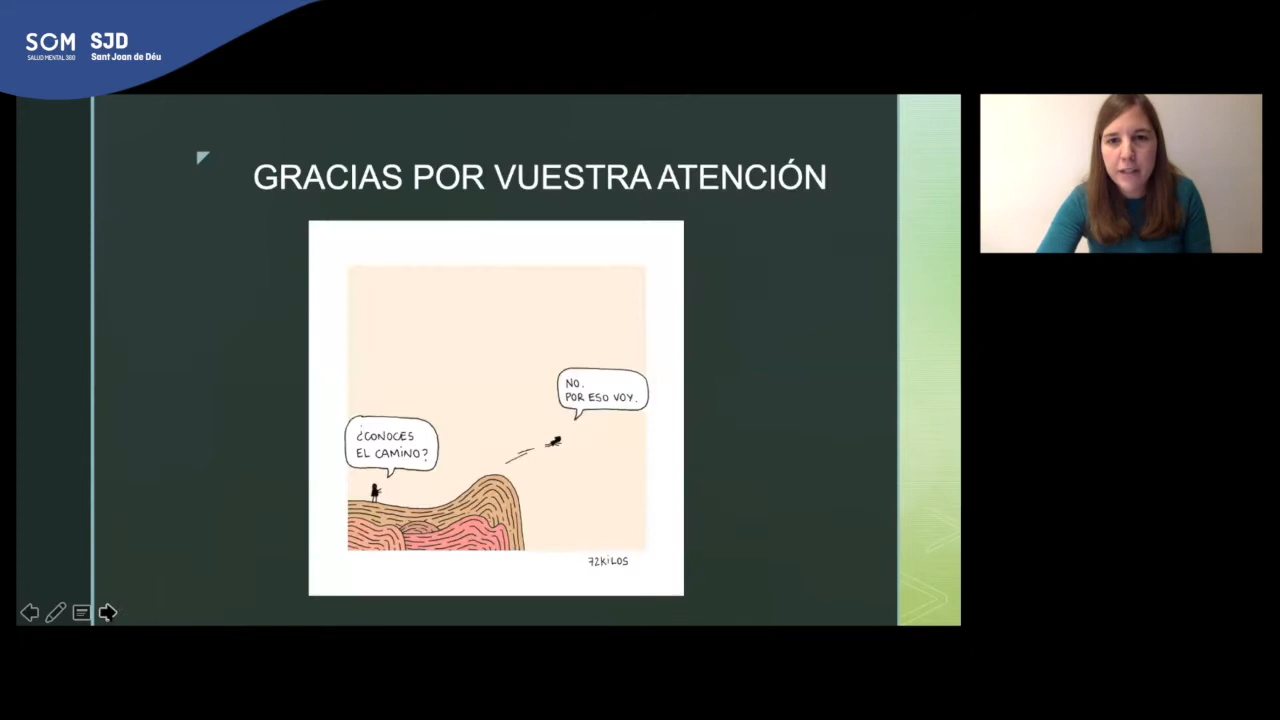 SOM
SALUD MENTAL 360
SJD
Sant Joan de Déu
GRACIAS POR VUESTRA ATENCIÓN
NO.
POR ESO VOY.
¿CONOCES
EL CAMINO?
72KILOS